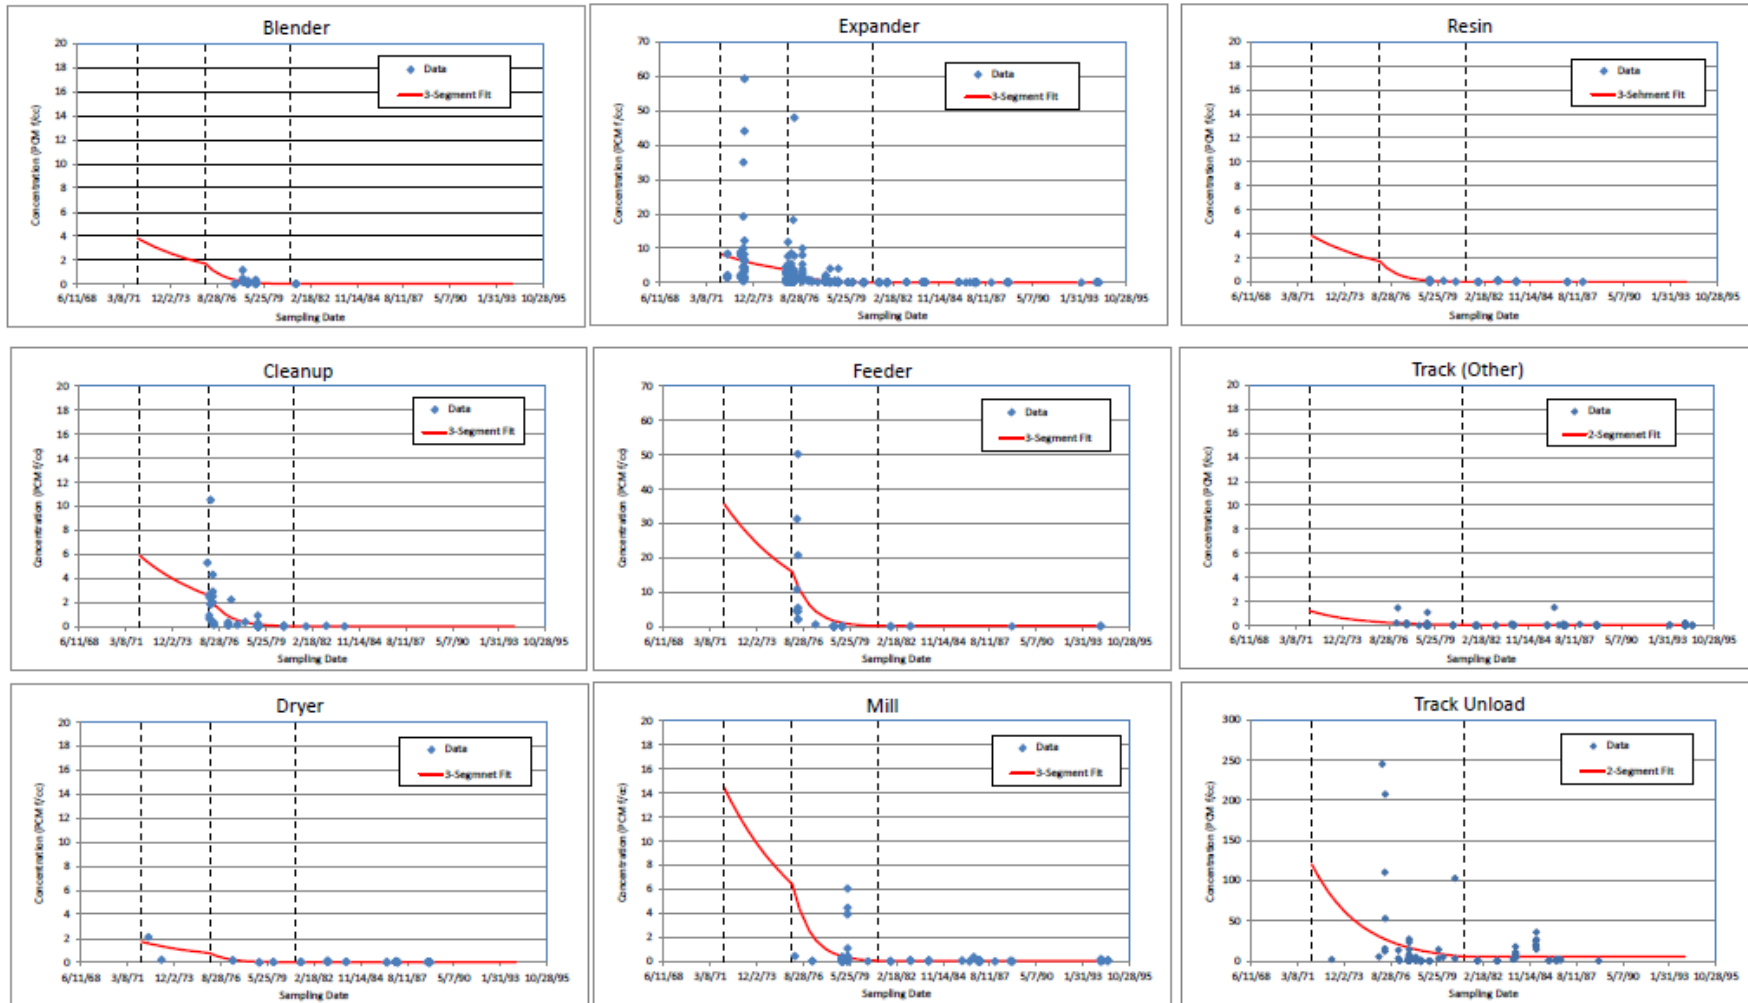 Blender
Concentration (PCM f/cc)
20
18
16
14
12
10
8
6
4
2
0
Data
3-Segment Fit
6/11/68 3/8/71 12/2/73 8/28/76 5/25/79 2/18/82 11/14/84 8/11/87 5/7/90 1/31/93 10/28/95
Sampling Date
Expander
Concentration (PCM f/cc)
70
60
50
40
30
20
10
0
Data
3-Segment Fit
6/11/68 3/8/71 12/2/73 8/28/76 5/25/79 2/18/82 11/14/84 8/11/87 5/7/90 1/31/93 10/28/95
Sampling Date
Resin
Concentration (PCM f/cc)
20
18
16
14
12
10
8
6
4
2
0
Data
3-Sehment Fit
6/11/68 3/8/71 12/2/73 8/28/76 5/25/79 2/18/82 11/14/84 8/11/87 5/7/90 1/31/93 10/28/95
Sampling Date
Cleanup
Concentration (PCM f/cc)
20
18
16
14
12
10
8
6
4
2
0
Data
3-Segment Fit
6/11/68 3/8/71 12/2/73 8/28/76 5/25/79 2/18/82 11/14/84 8/11/87 5/7/90 1/31/93 10/28/95
Sampling Date
Feeder
Concentration (PCM f/cc)
70
60
50
40
30
20
10
0
Data
3-Segment Fit
6/11/68 3/8/71 12/2/73 8/28/76 5/25/79 2/18/82 11/14/84 8/11/87 5/7/90 1/31/93 10/28/95
Sampling Date
Track (Other)
Concentration (PCM f/cc)
20
18
16
14
12
10
8
6
4
2
0
Data
2-Segmenet Fit
6/11/68 3/8/71 12/2/73 8/28/76 5/25/79 2/18/82 11/14/84 8/11/87 5/7/90 1/31/93 10/28/95
Sampling Date
Dryer
Concentration (PCM f/cc)
20
18
16
14
12
10
8
6
4
2
0
Data
3-Segmnet Fit
6/11/68 3/8/71 12/2/73 8/28/76 5/25/79 2/18/82 11/14/84 8/11/87 5/7/90 1/31/93 10/28/95
Sampling Date
Mill
Concentration (PCM f/cc)
20
18
16
14
12
10
8
6
4
2
0
Data
3-Segment Fit
6/11/68 3/8/71 12/2/73 8/28/76 5/25/79 2/18/82 11/14/84 8/11/87 5/7/90 1/31/93 10/28/95
Sampling Date
Track Unload
Concentration (PCM f/cc)
300
250
200
150
100
50
0
Data
2-Segment Fit
6/11/68 3/8/71 12/2/73 8/28/76 5/25/79 2/18/82 11/14/84 8/11/87 5/7/90 1/31/93 10/28/95
Sampling Date